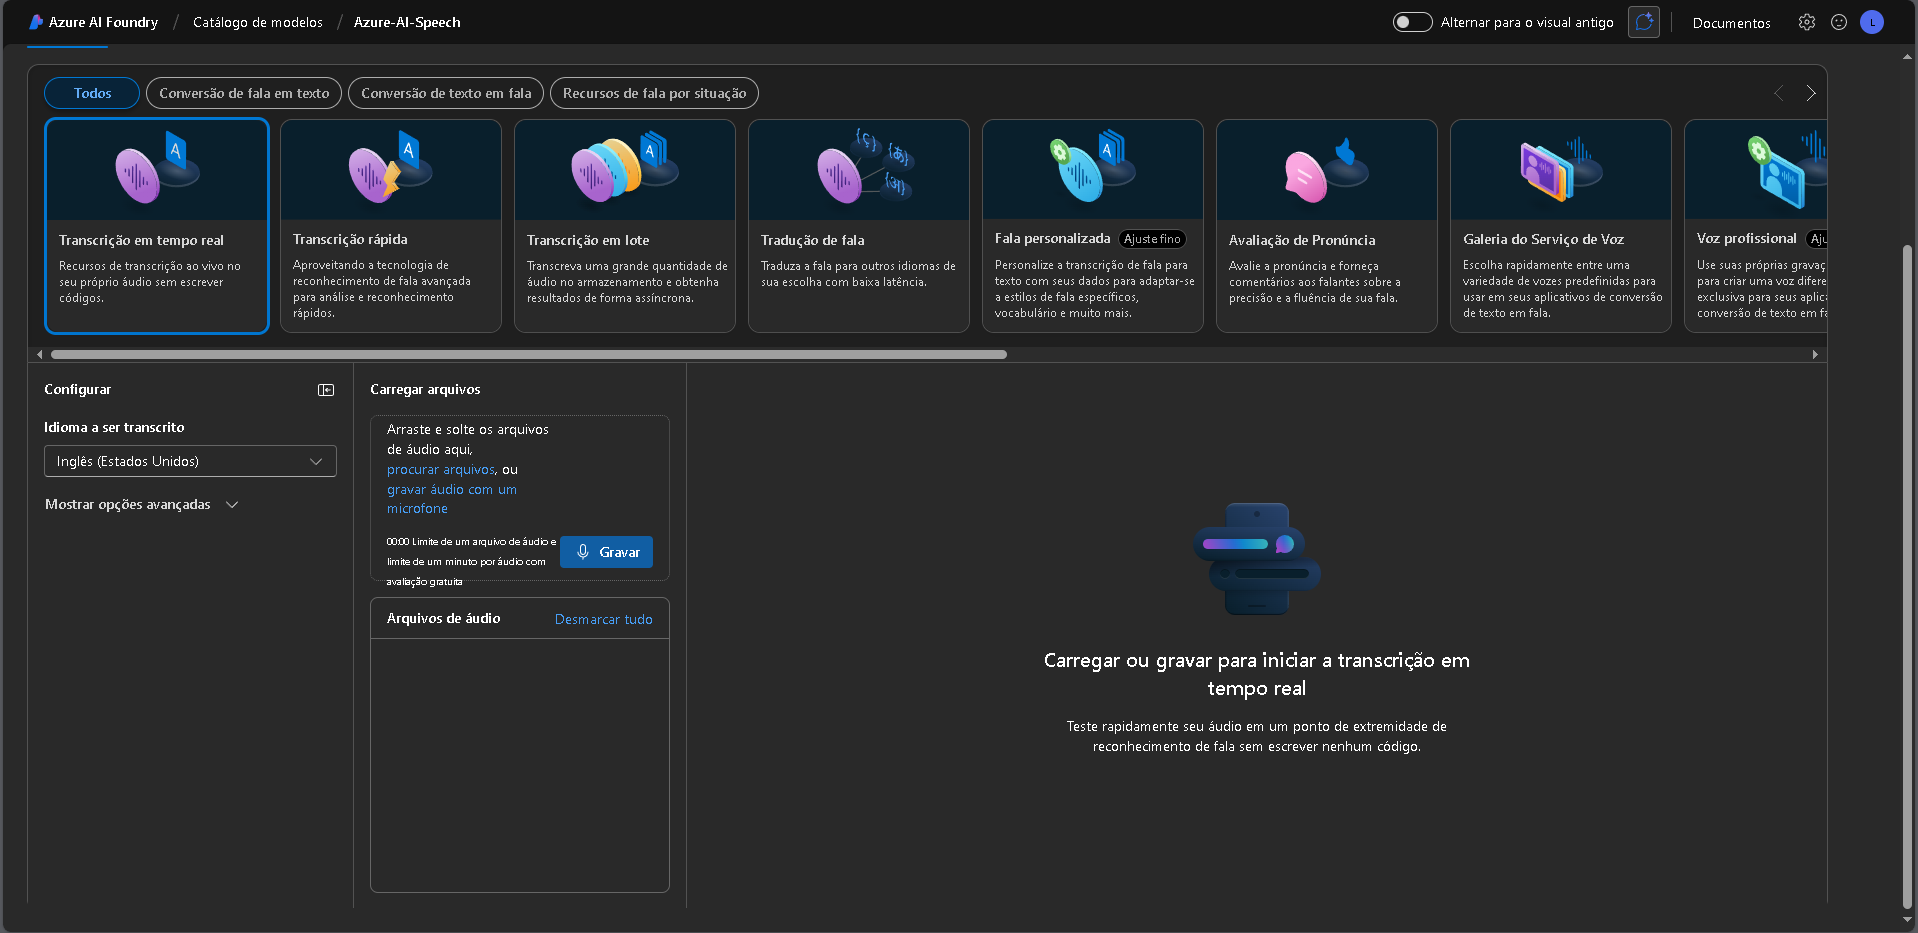 Azure AI Foundry / Catálogo de modelos / Azure-AI-Speech
Alternar para o visual antigo
Documentos
L
Todos
Conversão de fala em texto
Conversão de texto em fala
Recursos de fala por situação
Transcrição em tempo real
Recursos de transcrição ao vivo no
seu próprio áudio sem escrever
códigos.
Transcrição rápida
Aproveitando a tecnologia de
reconhecimento de fala avançada
para análise e reconhecimento
rápidos.
Transcrição em lote
Transcreva uma grande quantidade de
áudio no armazenamento e obtenha
resultados de forma assíncrona.
Tradução de fala
Traduza a fala para outros idiomas de
sua escolha com baixa latência.
Fala personalizada Ajuste fino
Personalize a transcrição de fala para
texto com seus dados para adaptar-se
a estilos de fala específicos,
vocabulário e muito mais.
Avaliação de Pronúncia
Avalie a pronúncia e forneça
comentários aos falantes sobre a
precisão e a fluência de sua fala.
Galeria do Serviço de Voz
Escolha rapidamente entre uma
variedade de vozes predefinidas para
usar em seus aplicativos de conversão
de texto em fala.
Voz profissional
Use suas próprias
para criar uma voz
exclusiva para seus
conversão de texto em
Configurar
Idioma a ser transcrito
Inglês (Estados Unidos)
Mostrar opções avançadas
Carregar arquivos
Arraste e solte os arquivos
de áudio aqui,
procurar arquivos, ou
gravar áudio com um
microfone
00:00 Limite de um arquivo de áudio e
limite de um minuto por áudio com
avaliação gratuita
Gravar
Arquivos de áudio
Desmarcar tudo
Carregar ou gravar para iniciar a transcrição em
tempo real
Teste rapidamente seu áudio em um ponto de extremidade de
reconhecimento de fala sem escrever nenhum código.